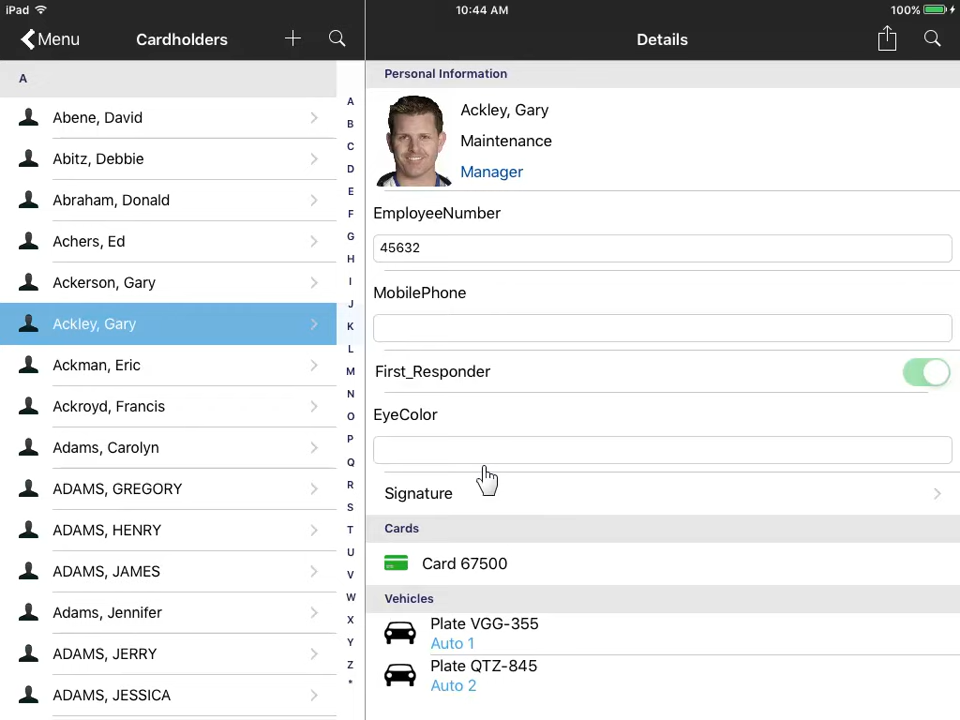 iPad 10:44 AM 100%
Menu Cardholders + Details
A
Abene, David
Abitz, Debbie
Abraham, Donald
Achers, Ed
Ackerson, Gary
Ackley, Gary
Ackman, Eric
Ackroyd, Francis
Adams, Carolyn
ADAMS, GREGORY
ADAMS, HENRY
ADAMS, JAMES
Adams, Jennifer
ADAMS, JERRY
ADAMS, JESSICA
A
B
C
D
E
F
G
H
I
J
K
L
M
N
O
P
Q
R
S
T
U
V
W
X
Y
Z
*
Personal Information
Ackley, Gary
Maintenance
Manager
EmployeeNumber
45632
MobilePhone
First_Responder
EyeColor
Signature
Cards
Card 67500
Vehicles
Plate VGG-355
Auto 1
Plate QTZ-845
Auto 2